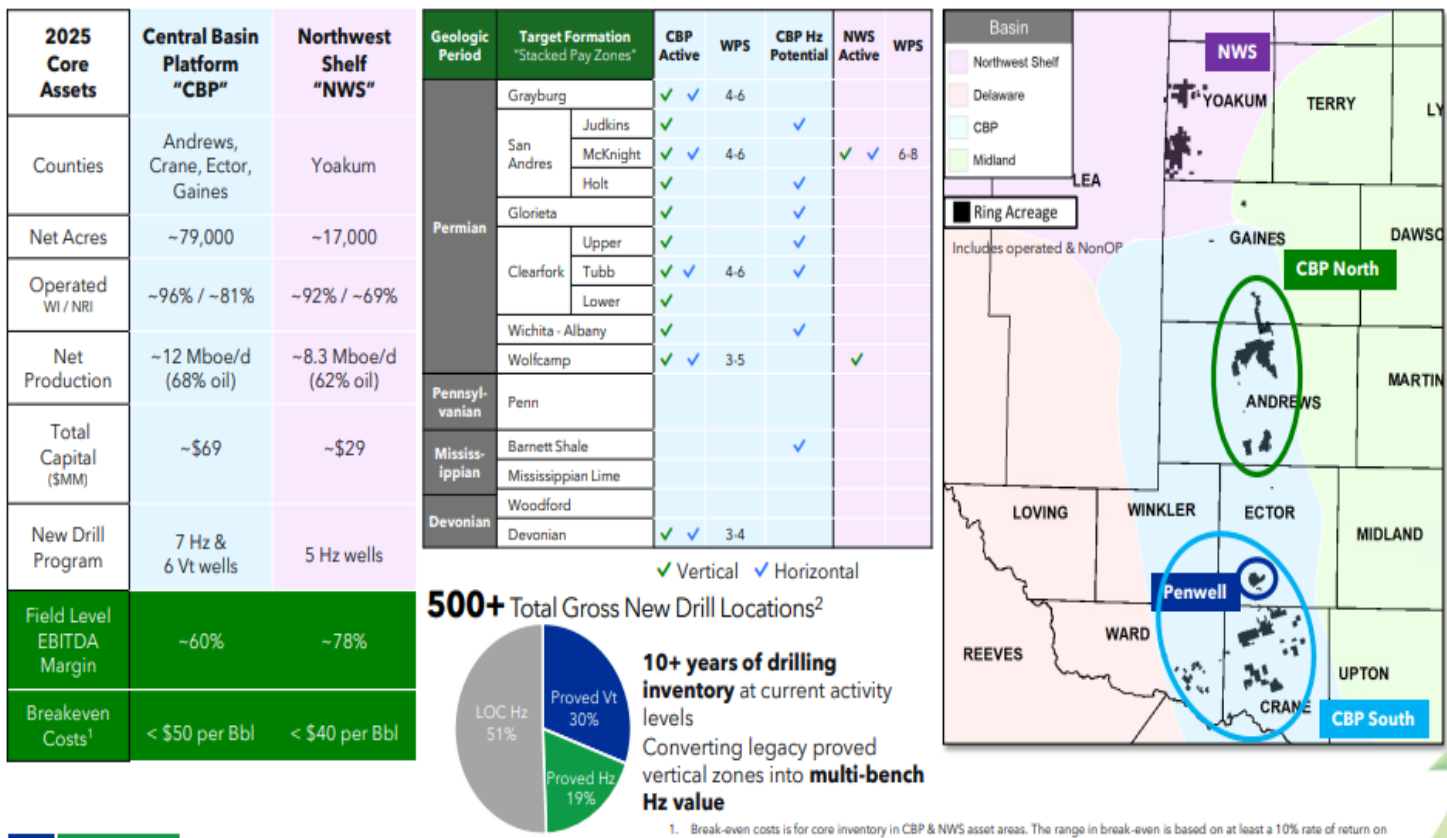 2025
Core
Assets
Central Basin
Platform
"CBP"
Northwest
Shelf
"NWS"
Counties
Andrews,
Crane, Ector,
Gaines
Yoakum
Net Acres
~79,000
~17,000
Operated
WI / NRI
~96% / ~81%
~92% / ~69%
Net
Production
~12 Mboe/d
(68% oil)
~8.3 Mboe/d
(62% oil)
Total
Capital
($MM)
~$69
~$29
New Drill
Program
7 Hz &
6 Vt wells
5 Hz wells
Field Level
EBITDA
Margin
~60%
~78%
Breakeven
Costs1
< $50 per Bbl
< $40 per Bbl
Geologic
Period
Target Formation
"Stacked Pay Zones"
CBP
Active
WPS
CBP Hz
Potential
NWS
Active
WPS
Permian
Grayburg
✓ ✓
4-6
San
Andres
Judkins
✓
✓
McKnight
✓ ✓
4-6
✓ ✓
6-8
Holt
✓
✓
Glorieta
✓
✓
Clearfork
Upper
✓
✓
Tubb
✓ ✓
4-6
✓
Lower
✓
Wichita - Albany
✓
✓
Wolfcamp
✓ ✓
3-5
✓
Pennsyl-
vanian
Penn
Mississ-
ippian
Barnett Shale
✓
Mississippian Lime
Devonian
Woodford
Devonian
✓ ✓
3-4
✓ Vertical ✓ Horizontal
500+ Total Gross New Drill Locations2
LOC Hz
51%
Proved Vt
30%
Proved Hz
19%
10+ years of drilling
inventory at current activity
levels
Converting legacy proved
vertical zones into multi-bench
Hz value
1. Break-even costs is for core inventory in CBP & NWS asset areas. The range in break-even is based on at least a 10% rate of return on
Basin
Northwest Shelf
Delaware
CBP
Midland
Ring Acreage
Includes operated & NonOP
NWS
YOAKUM
TERRY
LY
LEA
GAINES
DAWSO
CBP North
MARTIN
ANDREWS
LOVING
WINKLER
ECTOR
MIDLAND
Penwell
WARD
REEVES
UPTON
CRANE
CBP South